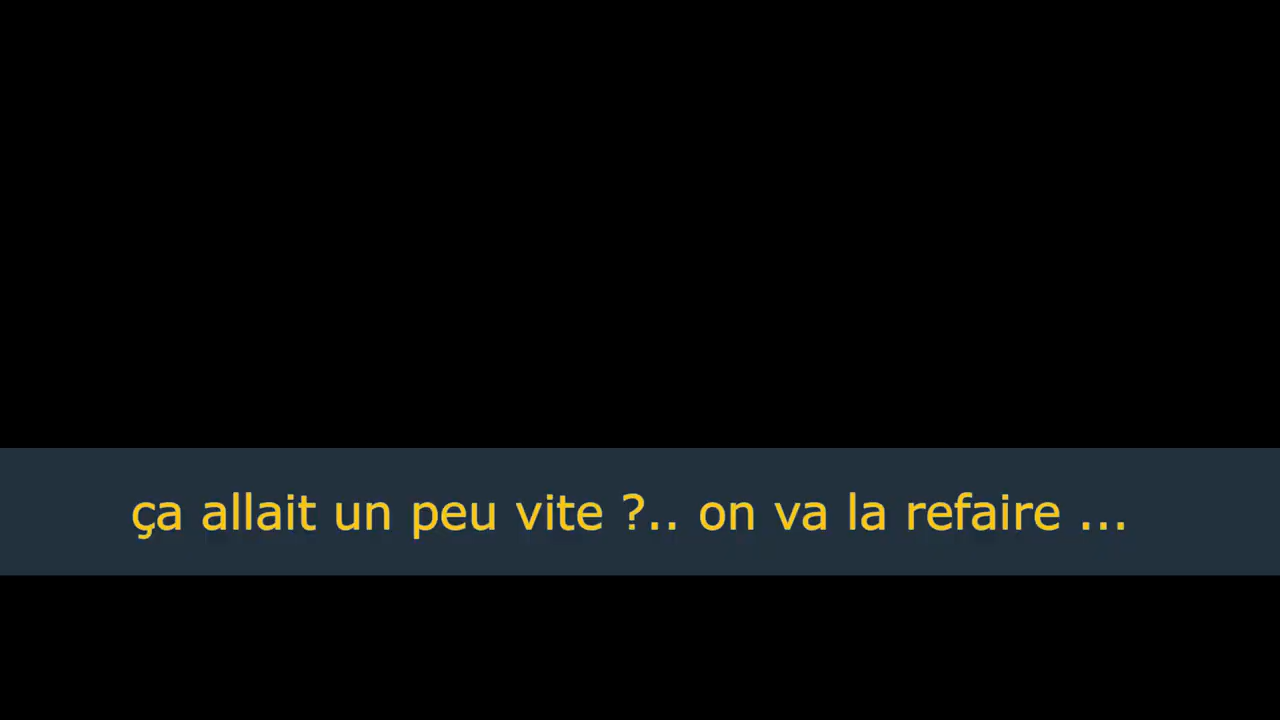 ça allait un peu vite ?.. on va la refaire ...